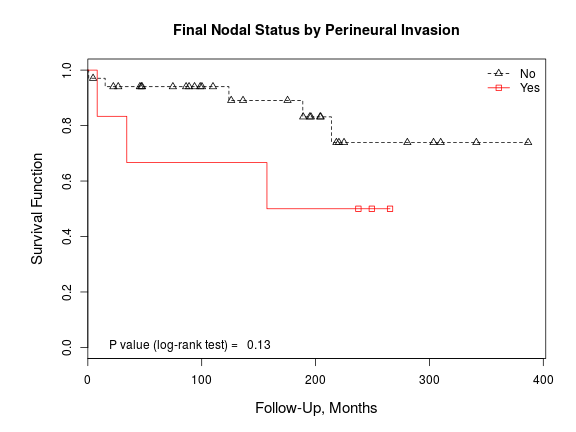 Final Nodal Status by Perineural Invasion
No
Yes
Survival Function
1.0
0.8
0.6
0.4
0.2
0.0
P value (log-rank test) = 0.13
0 100 200 300 400
Follow-Up, Months